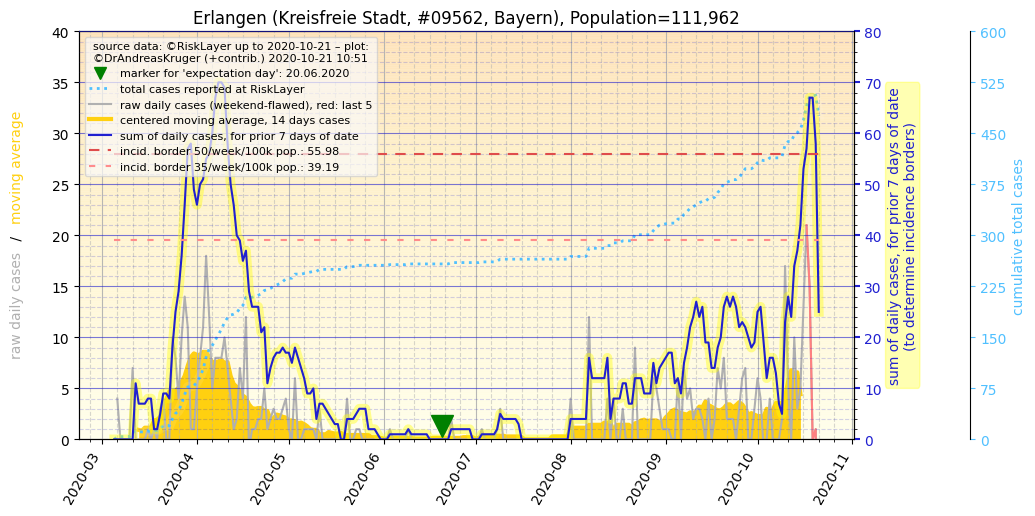 Erlangen (Kreisfreie Stadt, #09562, Bayern), Population=111,962
source data: ©RiskLayer up to 2020-10-21 – plot:
©DrAndreasKruger (+contrib.) 2020-10-21 10:51
marker for 'expectation day': 20.06.2020
total cases reported at RiskLayer
raw daily cases (weekend-flawed), red: last 5
centered moving average, 14 days cases
sum of daily cases, for prior 7 days of date
incid. border 50/week/100k pop.: 55.98
incid. border 35/week/100k pop.: 39.19
raw daily cases / moving average
40
35
30
25
20
15
10
5
0
80
70
60
50
40
30
20
10
0
sum of daily cases, for prior 7 days of date
(to determine incidence borders)
600
525
450
375
300
225
150
75
0
cumulative total cases
2020-03
2020-04
2020-05
2020-06
2020-07
2020-08
2020-09
2020-10
2020-11